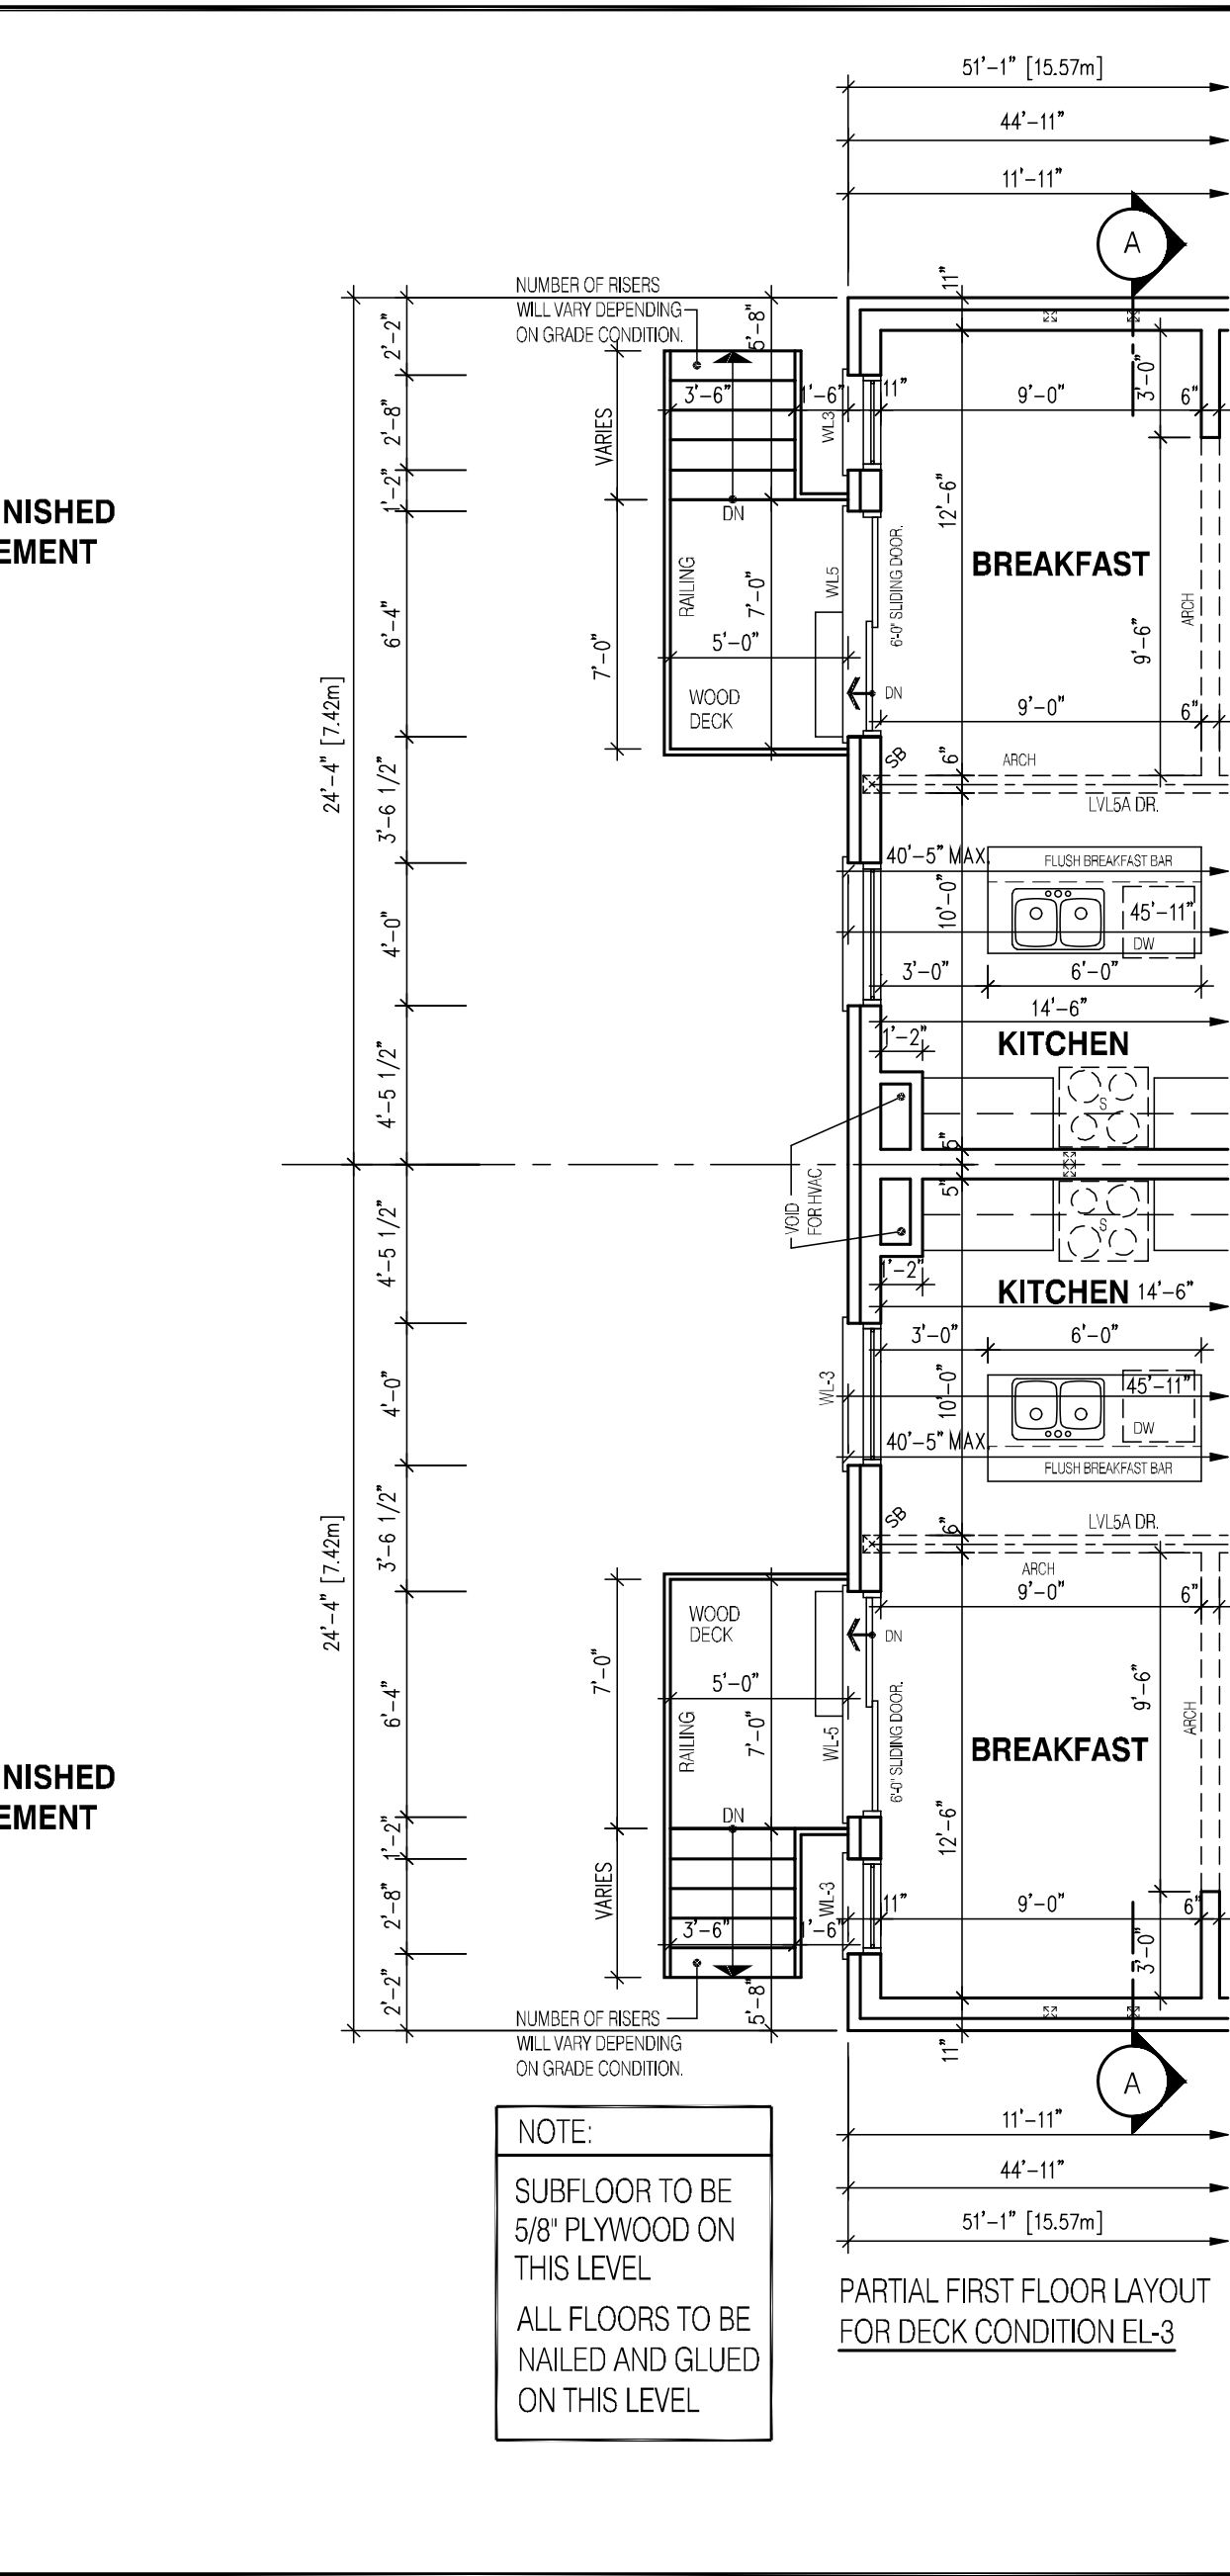 51'-1" [15.57m]
44'-11"
11'-11"
A
NUMBER OF RISERS
WILL VARY DEPENDING
ON GRADE CONDITION.
5'-8"
11"
2'-2"
2'-8"
1'-2"
6'-4"
24'-4" [7.42m]
3'-6 1/2"
4'-0"
4'-5 1/2"
VARIES
7'-0"
3'-6"
1'-6"
11"
9'-0"
3'-0"
6"
WL3
DN
12'-6"
NISHED
EMENT
BREAKFAST
RAILING
7'-0"
WL5
6'-0" SLIDING DOOR.
ARCH
5'-0"
9'-6"
WOOD
DECK
DN
9'-0"
6"
SB
6"
ARCH
LVL5A DR.
40'-5" MAX.
FLUSH BREAKFAST BAR
10'-0"
45'-11"
DW
3'-0"
6'-0"
14'-6"
1'-2"
KITCHEN
S
5"
VOID
FOR HVAC
5"
S
1'-2"
KITCHEN
14'-6"
4'-5 1/2"
4'-0"
3'-6 1/2"
24'-4" [7.42m]
6'-4"
1'-2"
2'-8"
2'-2"
3'-0"
6'-0"
WL-3
10'-0"
45'-11"
DW
40'-5" MAX.
FLUSH BREAKFAST BAR
SB
6"
LVL5A DR.
ARCH
9'-0"
6"
WOOD
DECK
DN
7'-0"
5'-0"
9'-6"
RAILING
7'-0"
WL-5
6'-0" SLIDING DOOR.
ARCH
BREAKFAST
NISHED
EMENT
DN
12'-6"
VARIES
WL-3
11"
9'-0"
6"
3'-6"
1'-6"
3'-0"
5'-8"
NUMBER OF RISERS
WILL VARY DEPENDING
ON GRADE CONDITION.
11"
A
11'-11"
44'-11"
51'-1" [15.57m]
NOTE:
SUBFLOOR TO BE
5/8" PLYWOOD ON
THIS LEVEL
ALL FLOORS TO BE
NAILED AND GLUED
ON THIS LEVEL
PARTIAL FIRST FLOOR LAYOUT
FOR DECK CONDITION EL-3